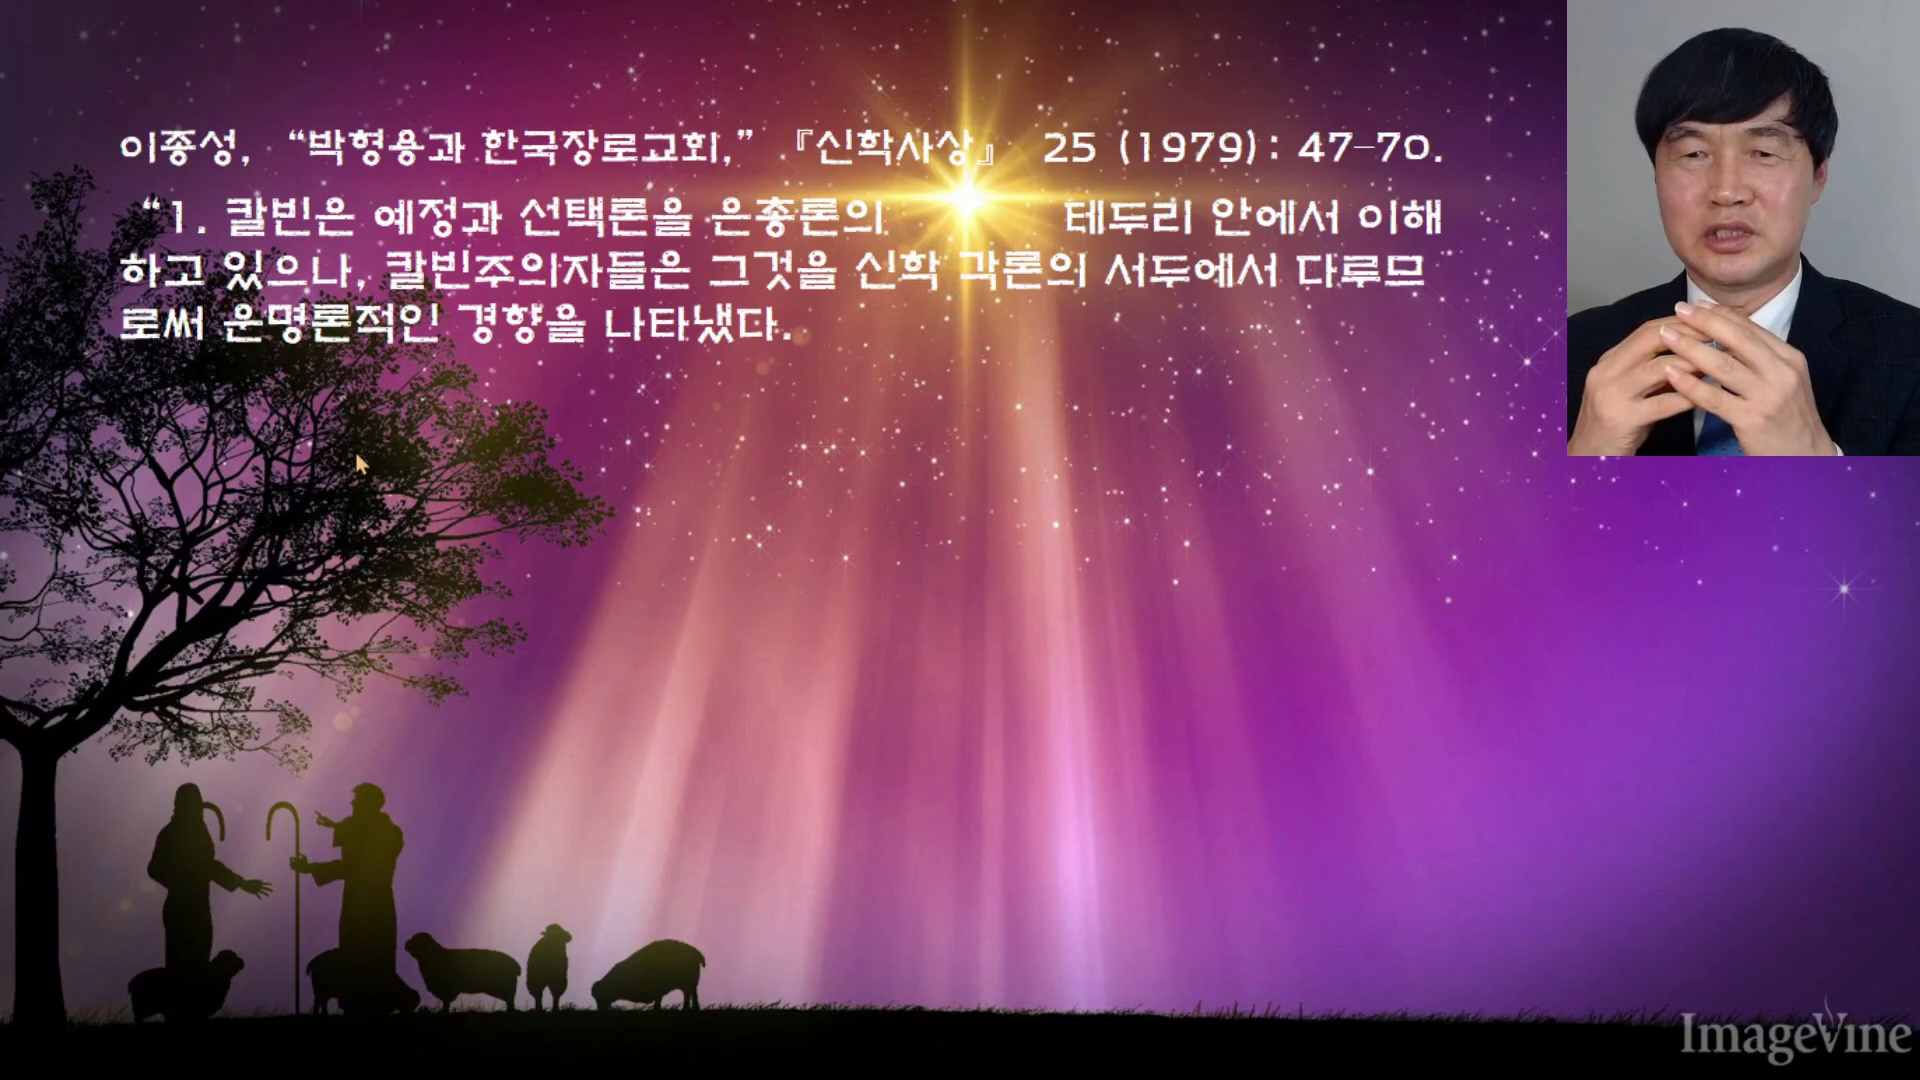 이종성, “박형용과 한국장로교회,” 『신학사상』 25 (1979): 47-70.
“1. 칼빈은 예정과 선택론을 은총론의 테두리 안에서 이해
하고 있으나, 칼빈주의자들은 그것을 신학 각론의 서두에서 다루므
로써 운명론적인 경향을 나타냈다.
ImageVine